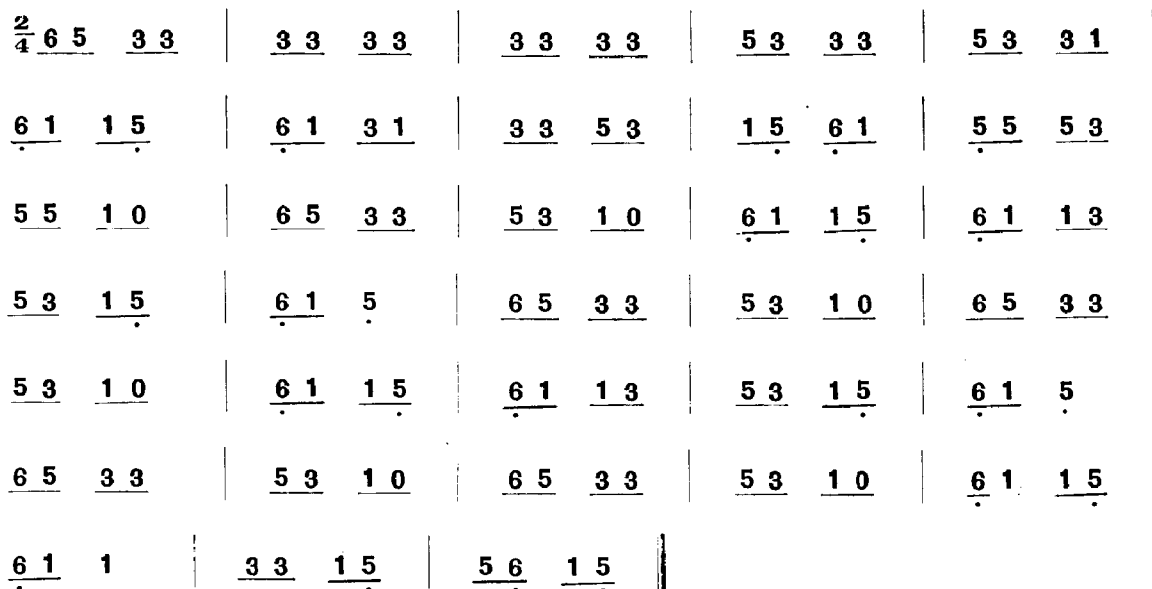 2/4 6 5 3 3 | 3 3 3 3 | 3 3 3 3 | 5 3 3 3 | 5 3 3 1
6̣ 1 1 5̣ | 6̣ 1 3 1 | 3 3 5 3 | 1 5̣ 6̣ 1 | 5̣ 5 5 3
5 5 1 0 | 6 5 3 3 | 5 3 1 0 | 6̣ 1 1 5̣ | 6̣ 1 1 3
5 3 1 5̣ | 6̣ 1 5̣ | 6 5 3 3 | 5 3 1 0 | 6 5 3 3
5 3 1 0 | 6̣ 1 1 5̣ | 6̣ 1 1 3 | 5 3 1 5̣ | 6̣ 1 5̣
6 5 3 3 | 5 3 1 0 | 6 5 3 3 | 5 3 1 0 | 6̣ 1 1 5̣
6̣ 1 1 | 3 3 1 5̣ | 5 6̣ 1 5̣ ‖